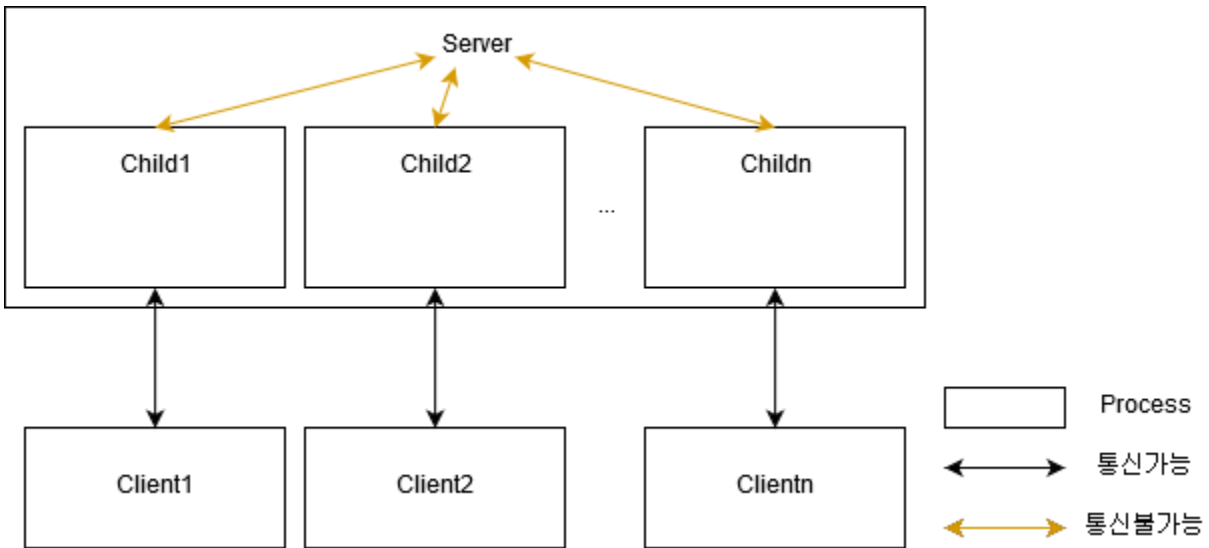 Server
Child1
Child2
...
Childn
Client1
Client2
Clientn
Process
통신가능
통신불가능